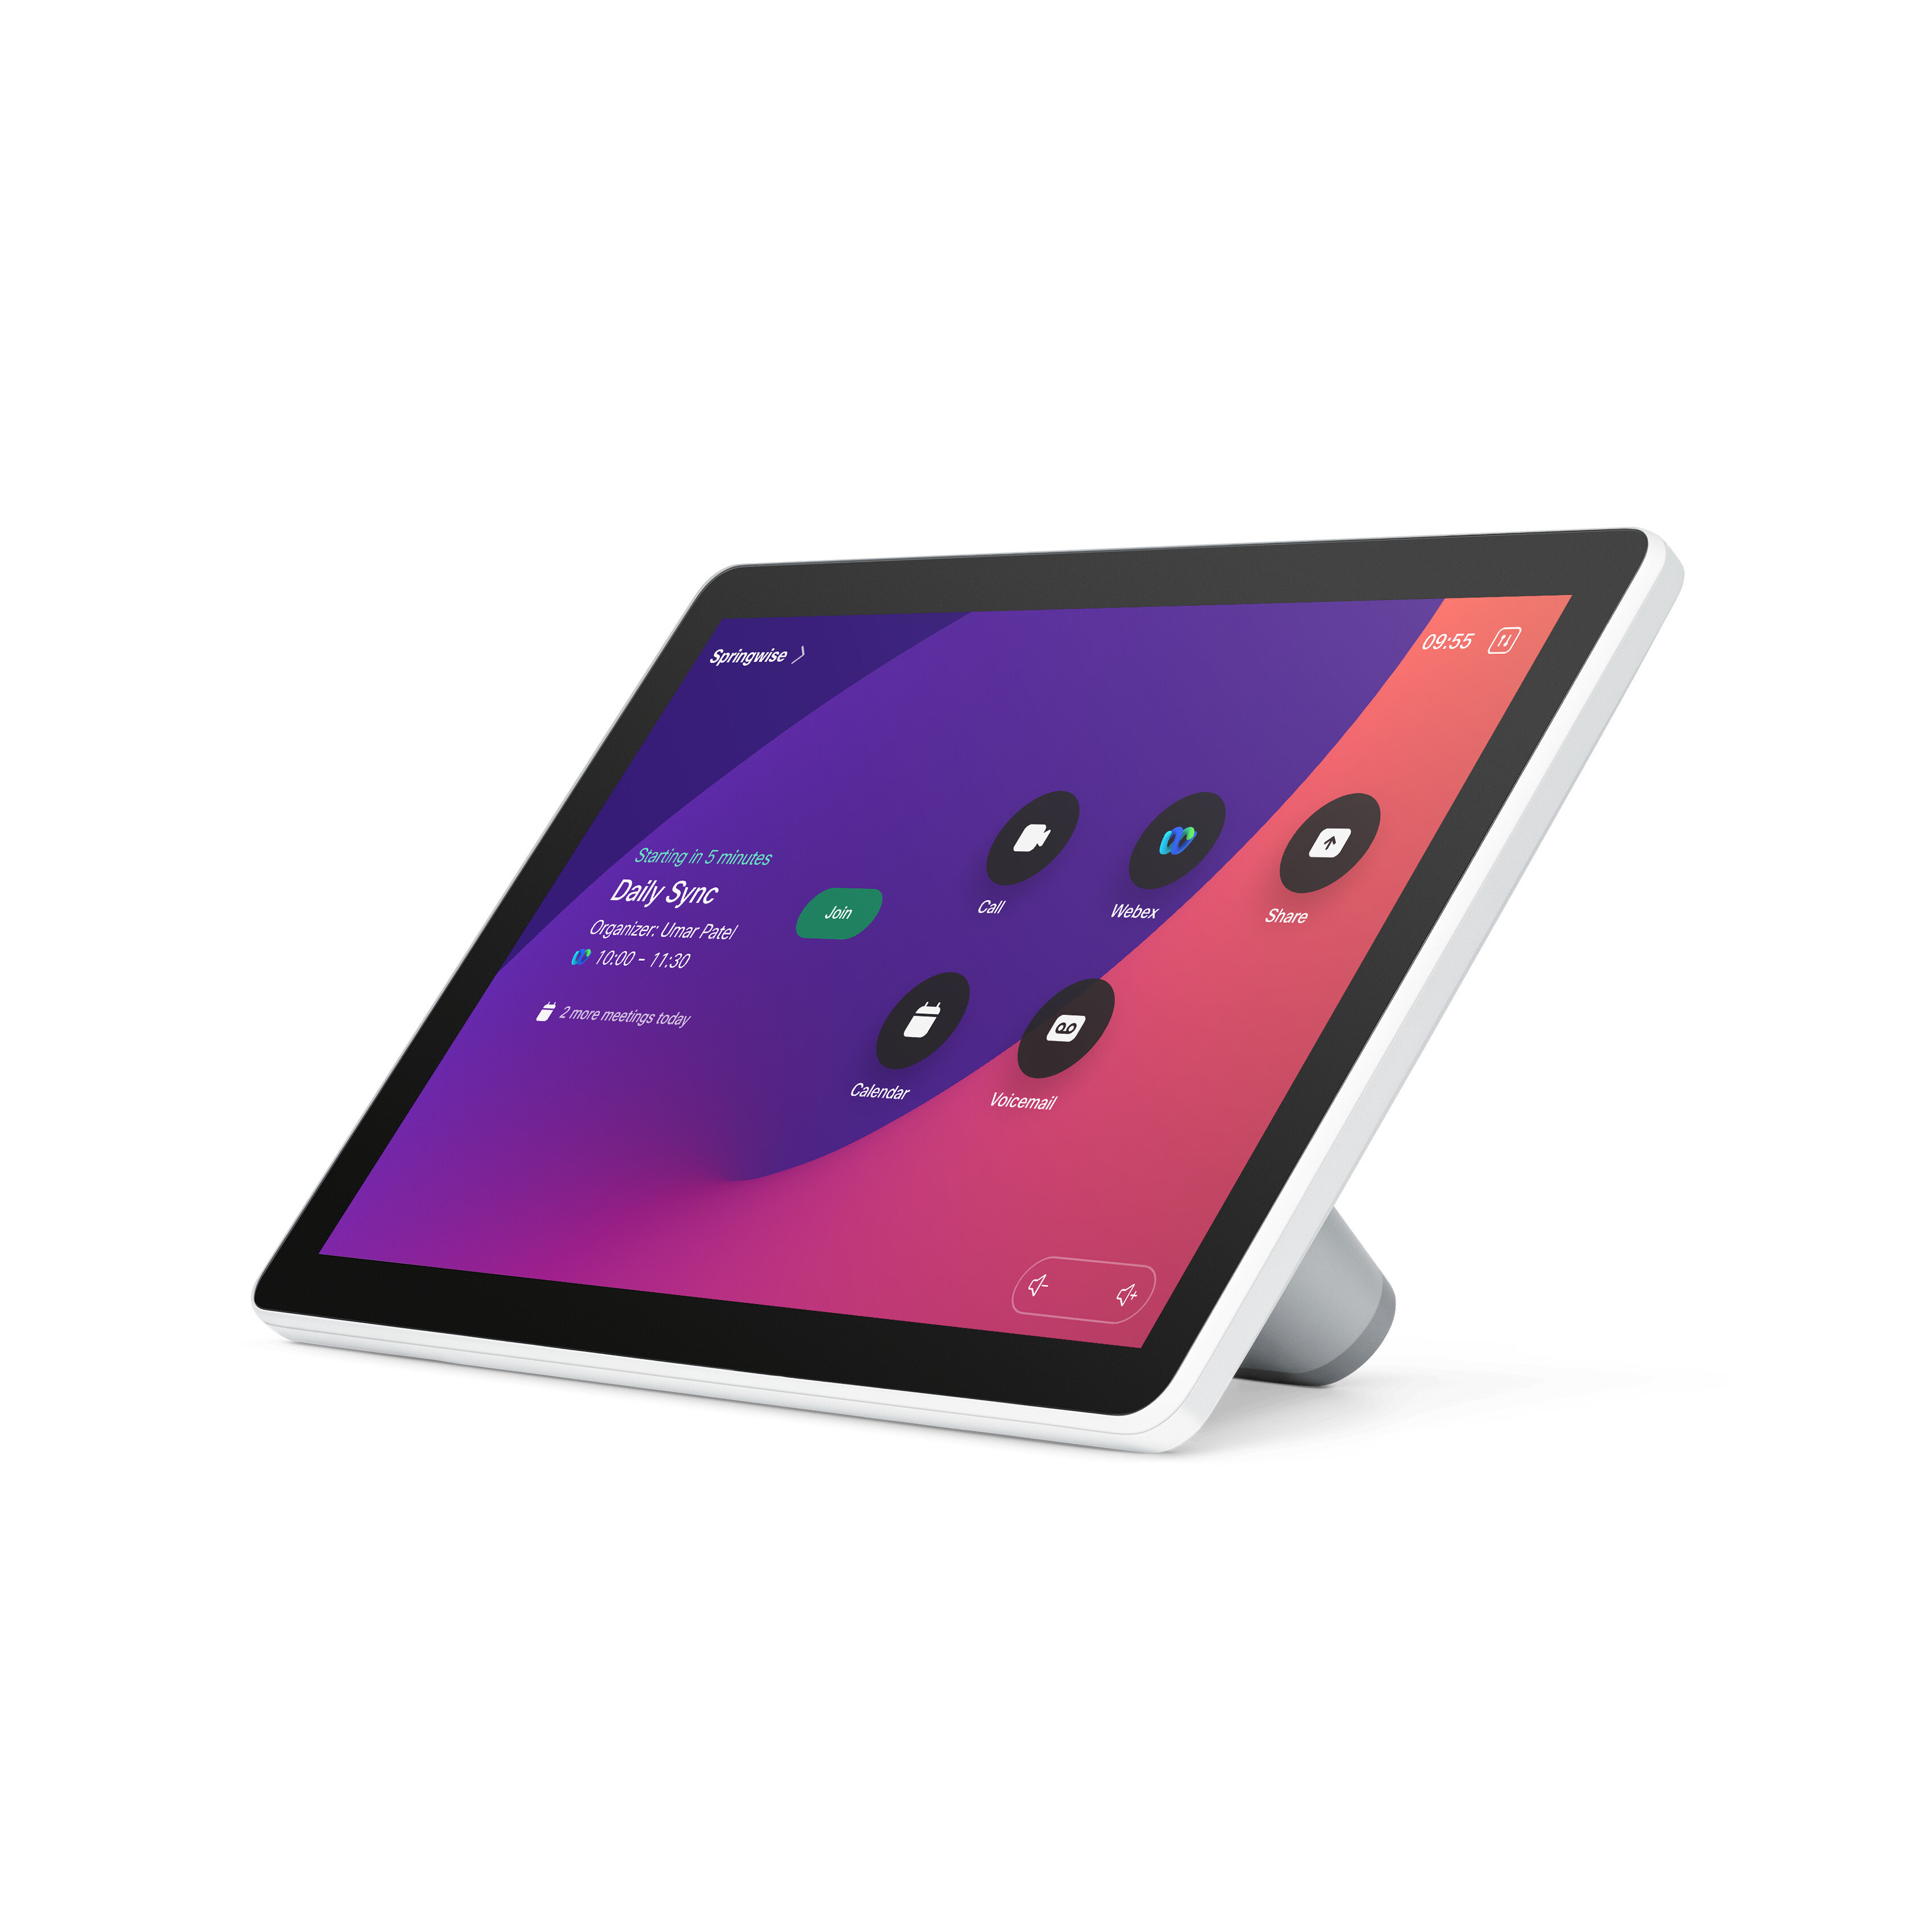 Springwise
09:55
Starting in 5 minutes
Daily Sync
Organizer: Umar Patel
10:00 - 11:30
Join
2 more meetings today
Call
Webex
Share
Calendar
Voicemail